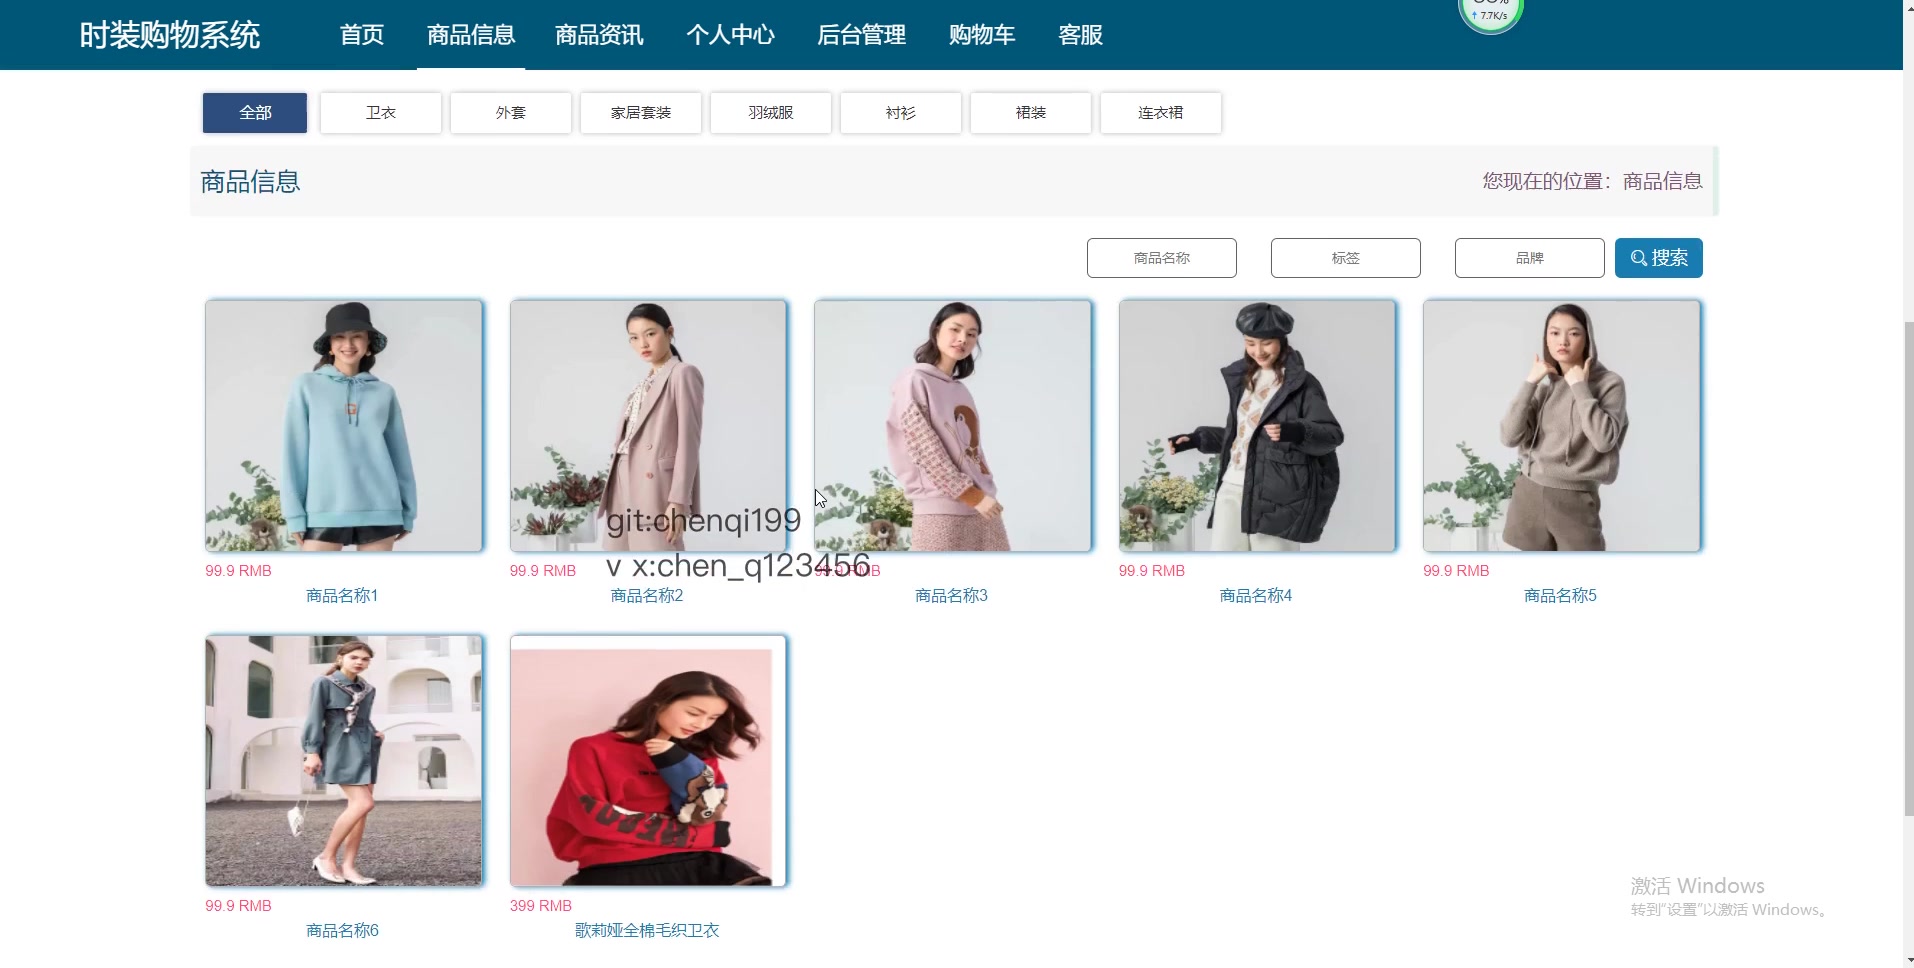 时装购物系统 首页 商品信息 商品资讯 个人中心 后台管理 购物车 客服
↑ 7.7K/s
全部 卫衣 外套 家居套装 羽绒服 衬衫 裙装 连衣裙
商品信息 您现在的位置：商品信息
商品名称 标签 品牌 搜索
git:chenqi199
v x:chen_q123456
99.9 RMB 99.9 RMB 99.9 RMB 99.9 RMB 99.9 RMB
商品名称1 商品名称2 商品名称3 商品名称4 商品名称5
99.9 RMB 399 RMB
商品名称6 歌莉娅全棉毛织卫衣
激活 Windows
转到“设置”以激活 Windows。